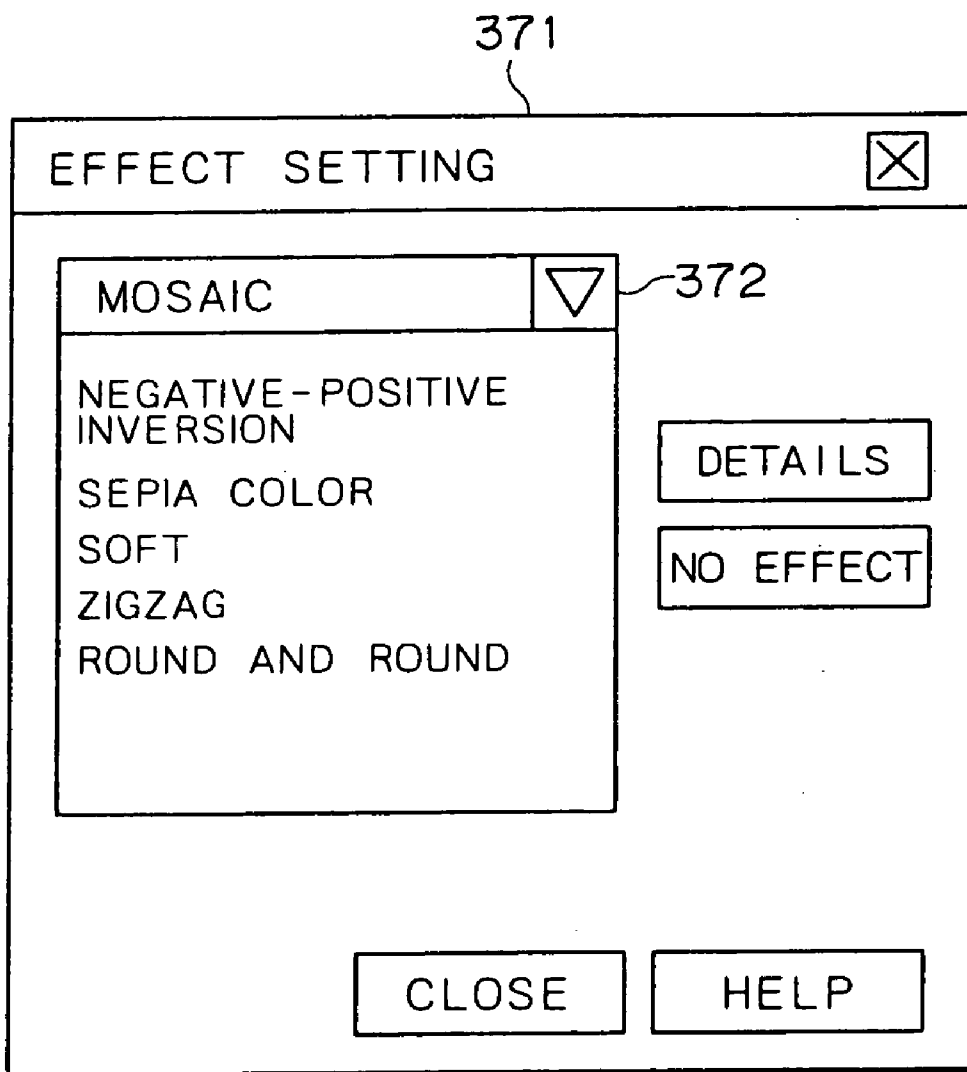 371
EFFECT SETTING
MOSAIC
372
NEGATIVE-POSITIVE
INVERSION
SEPIA COLOR
SOFT
ZIGZAG
ROUND AND ROUND
DETAILS
NO EFFECT
CLOSE
HELP